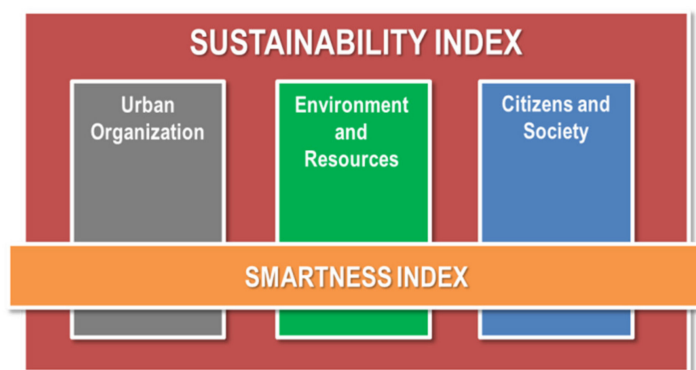 SUSTAINABILITY INDEX
Urban
Organization
Environment
and
Resources
Citizens and
Society
SMARTNESS INDEX